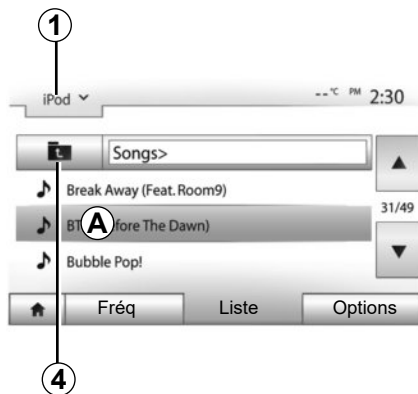 1
iPod --°C PM 2:30
Songs>
Break Away (Feat. Room9)
31/49
A fore The Dawn)
Bubble Pop!
Fréq Liste Options
4